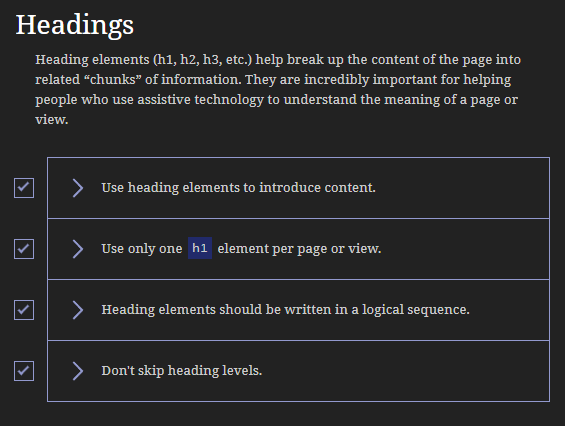 Headings
Heading elements (h1, h2, h3, etc.) help break up the content of the page into
related “chunks” of information. They are incredibly important for helping
people who use assistive technology to understand the meaning of a page or
view.
Use heading elements to introduce content.
Use only one h1 element per page or view.
Heading elements should be written in a logical sequence.
Don't skip heading levels.